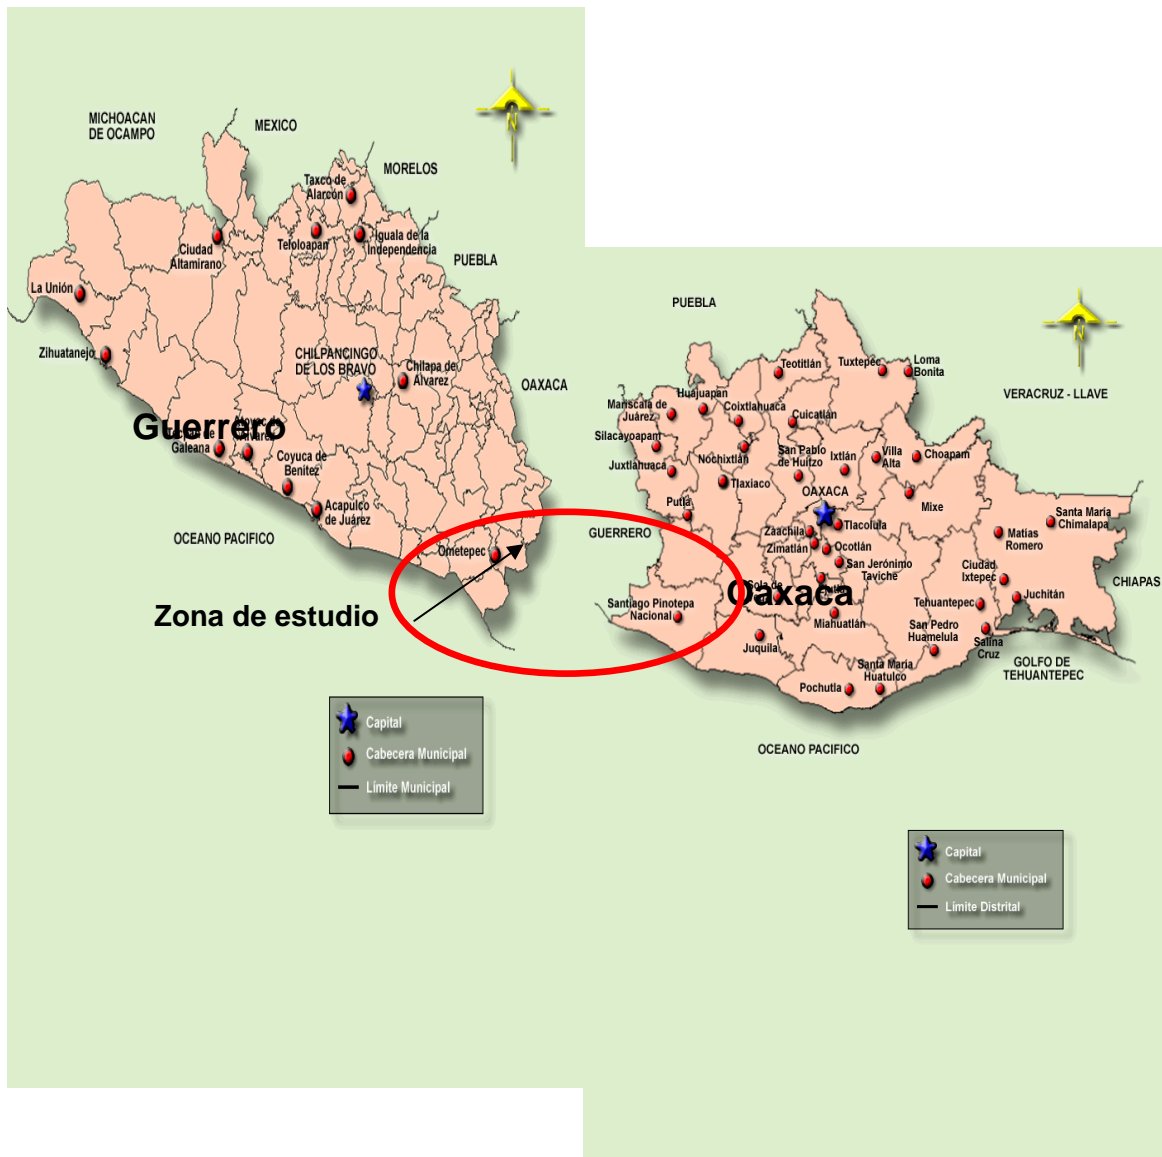 MICHOACAN
DE OCAMPO
MEXICO
N
MORELOS
Taxco de
Alarcón
Teloloapan
Iguala de la
Independencia
Ciudad
Altamirano
PUEBLA
La Unión
Zihuatanejo
CHILPANCINGO
DE LOS BRAVO
Chilapa de
Alvarez
OAXACA
Guerrero
Galeana
Coyuca de
Benítez
Acapulco
de Juárez
OCEANO PACIFICO
Ometepec
Zona de estudio
Capital
Cabecera Municipal
Límite Municipal
PUEBLA
N
Teotitlán
Tuxtepec
Loma
Bonita
VERACRUZ - LLAVE
Huajuapan
Mariscala de
Juárez
Coixtlahuaca
Cuicatlán
Silacayoapam
Nochixtlán
San Pablo
de Huitzo
Ixtlán
Villa
Alta
Choapam
Juxtlahuaca
Tlaxiaco
OAXACA
Mixe
Putla
GUERRERO
Zaachila
Tlacolula
Santa María
Chimalapa
Matías
Romero
Zimatlán
Ocotlán
San Jerónimo
Taviche
Ciudad
Ixtepec
CHIAPAS
Sola de
Oaxaca
Santiago Pinotepa
Nacional
Miahuatlán
Tehuantepec
Juchitán
San Pedro
Huamelula
Salina
Cruz
Juquila
GOLFO DE
TEHUANTEPEC
Santa María
Huatulco
Pochutla
OCEANO PACIFICO
Capital
Cabecera Municipal
Límite Distrital